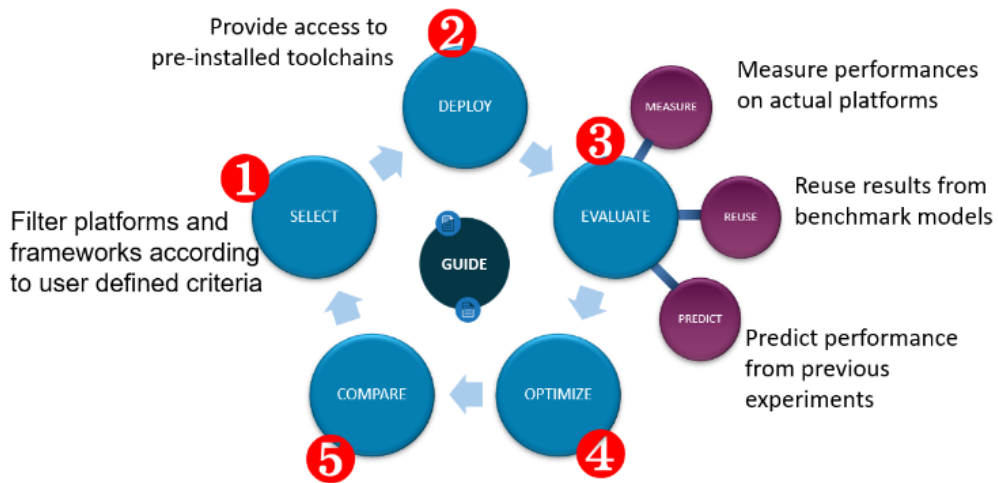 Provide access to
pre-installed toolchains
2
DEPLOY
MEASURE
Measure performances
on actual platforms
3
1
SELECT
EVALUATE
REUSE
Reuse results from
benchmark models
Filter platforms and
frameworks according
to user defined criteria
GUIDE
PREDICT
Predict performance
from previous
experiments
COMPARE
OPTIMIZE
5
4